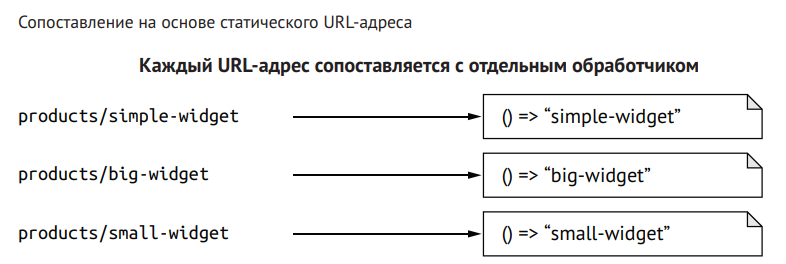 Сопоставление на основе статического URL-адреса
Каждый URL-адрес сопоставляется с отдельным обработчиком
products/simple-widget
() => “simple-widget”
products/big-widget
() => “big-widget”
products/small-widget
() => “small-widget”